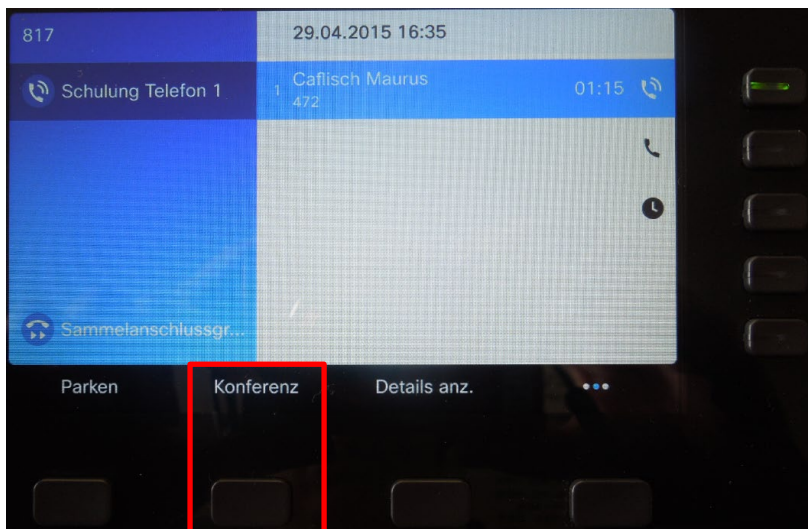 817
29.04.2015 16:35
Schulung Telefon 1
1 Caflisch Maurus
01:15
472
Sammelanschlussgr...
Parken
Konferenz
Details anz.